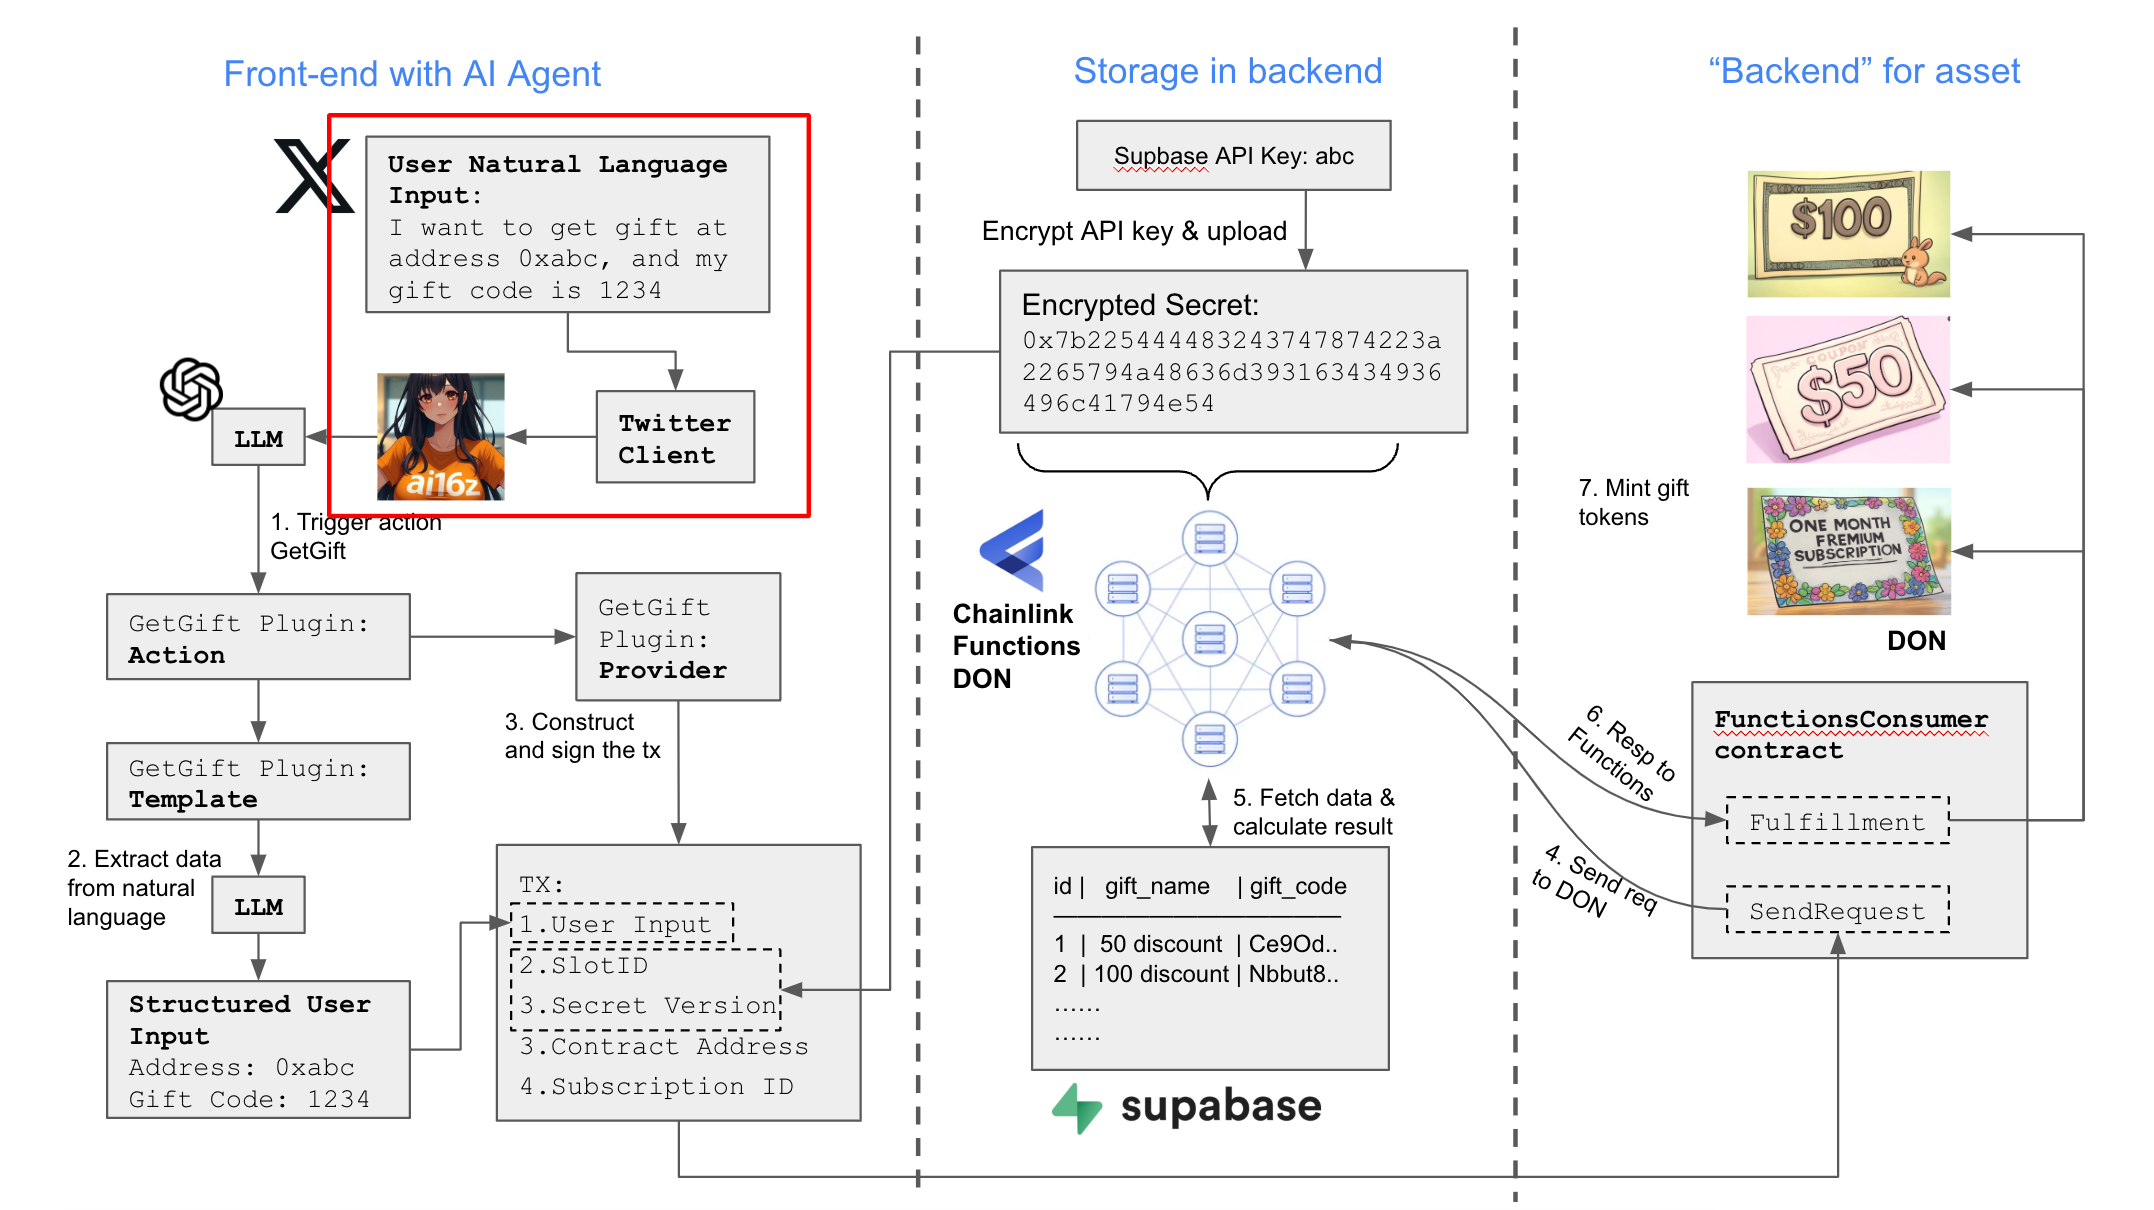 Front-end with AI Agent
User Natural Language
Input:
I want to get gift at
address 0xabc, and my
gift code is 1234
Twitter
Client
ai16z
LLM
1. Trigger action
GetGift
GetGift Plugin:
Action
GetGift
Plugin:
Provider
3. Construct
and sign the tx
GetGift Plugin:
Template
2. Extract data
from natural
language
LLM
Structured User
Input
Address: 0xabc
Gift Code: 1234
TX:
1.User Input
2.SlotID
3.Secret Version
3.Contract Address
4.Subscription ID
Storage in backend
Supbase API Key: abc
Encrypt API key & upload
Encrypted Secret:
0x7b225444483243747874223a
2265794a48636d393163434936
496c41794e54
Chainlink
Functions
DON
5. Fetch data &
calculate result
id | gift_name | gift_code
1 | 50 discount | Ce9Od..
2 | 100 discount | Nbbut8..
......
......
supabase
“Backend” for asset
$100
COUPON
$50
ONE MONTH
FREMIUM
SUBSCRIPTION
7. Mint gift
tokens
DON
FunctionsConsumer
contract
Fulfillment
SendRequest
6. Resp to
Functions
4. Send req
to DON